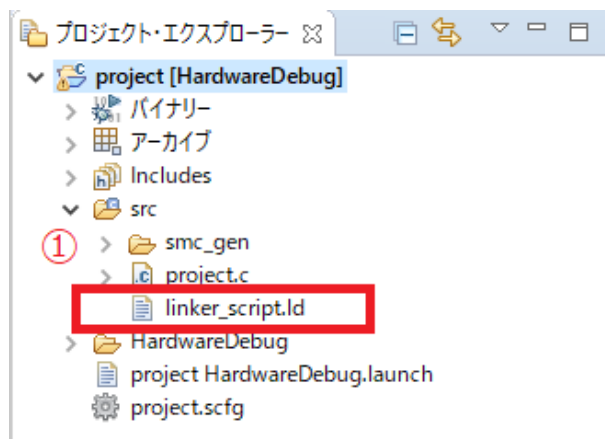 プロジェクト・エクスプローラー
project [HardwareDebug]
バイナリー
アーカイブ
Includes
src
① smc_gen
project.c
linker_script.ld
HardwareDebug
project HardwareDebug.launch
project.scfg